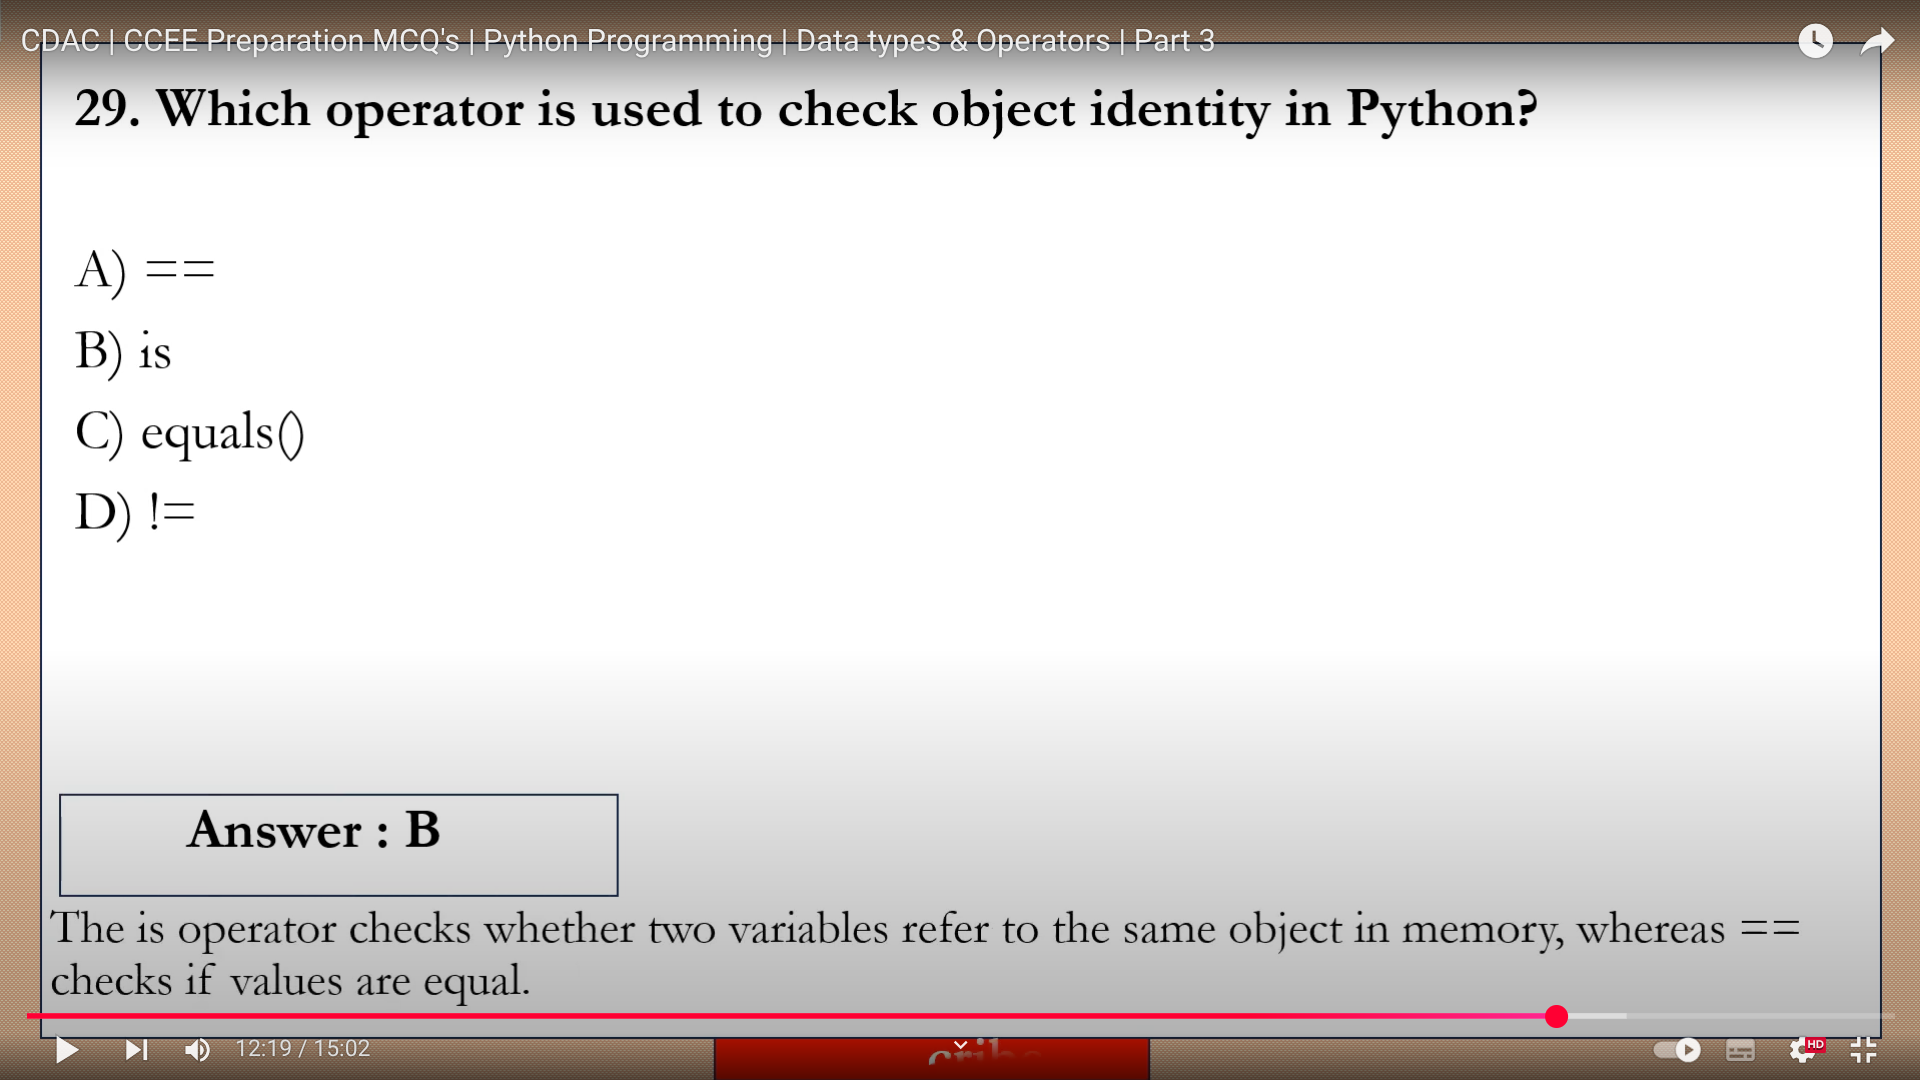 CDAC | CCEE Preparation MCQ's | Python Programming | Data types & Operators | Part 3
29. Which operator is used to check object identity in Python?
A) ==
B) is
C) equals()
D) !=
Answer : B
The is operator checks whether two variables refer to the same object in memory, whereas ==
checks if values are equal.
12:19 / 15:02
HD